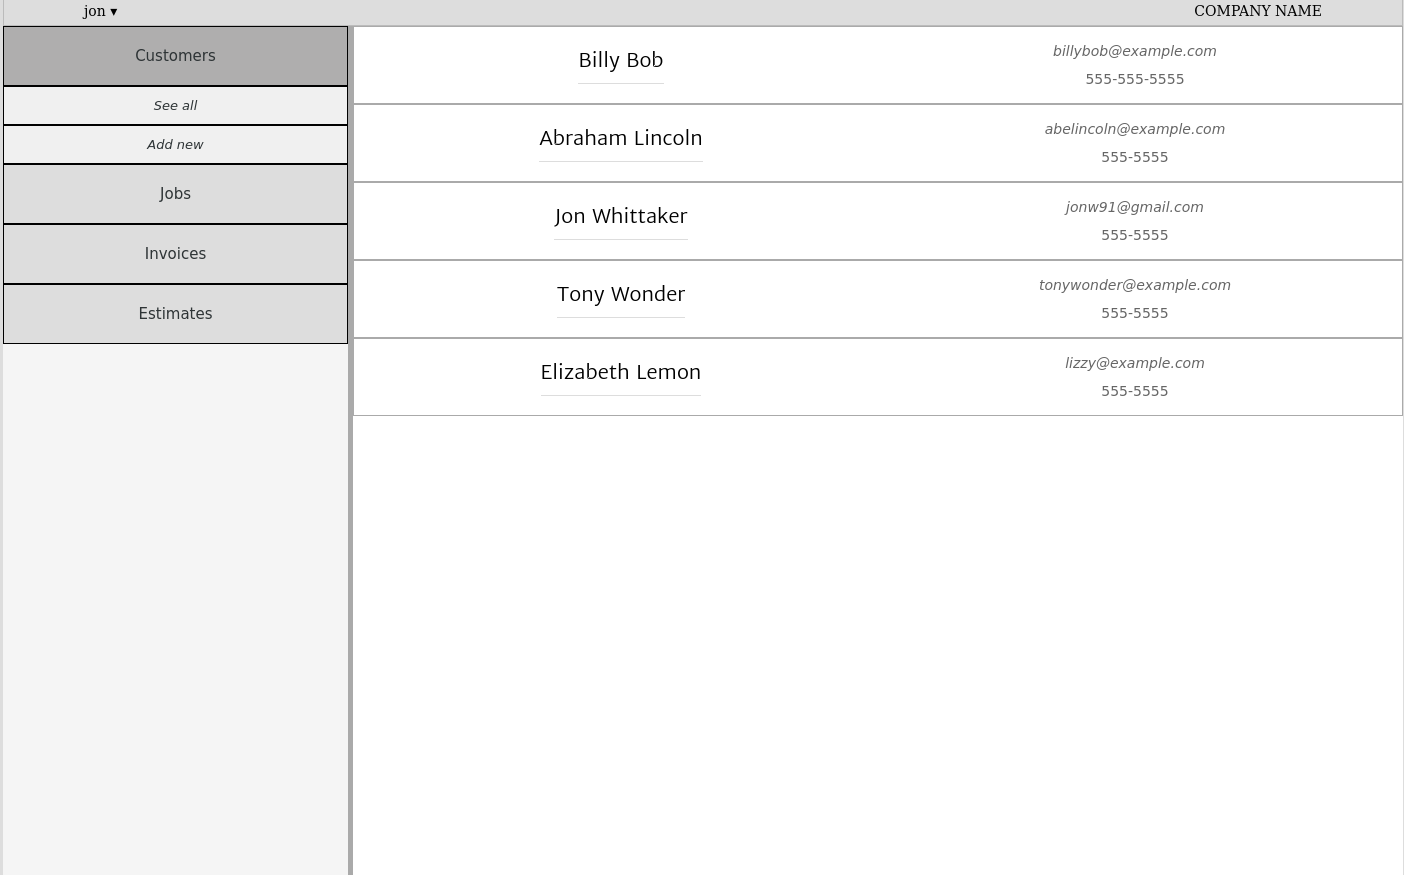 jon ▾
COMPANY NAME
Customers
See all
Add new
Jobs
Invoices
Estimates
Billy Bob
billybob@example.com
555-555-5555
Abraham Lincoln
abelincoln@example.com
555-5555
Jon Whittaker
jonw91@gmail.com
555-5555
Tony Wonder
tonywonder@example.com
555-5555
Elizabeth Lemon
lizzy@example.com
555-5555